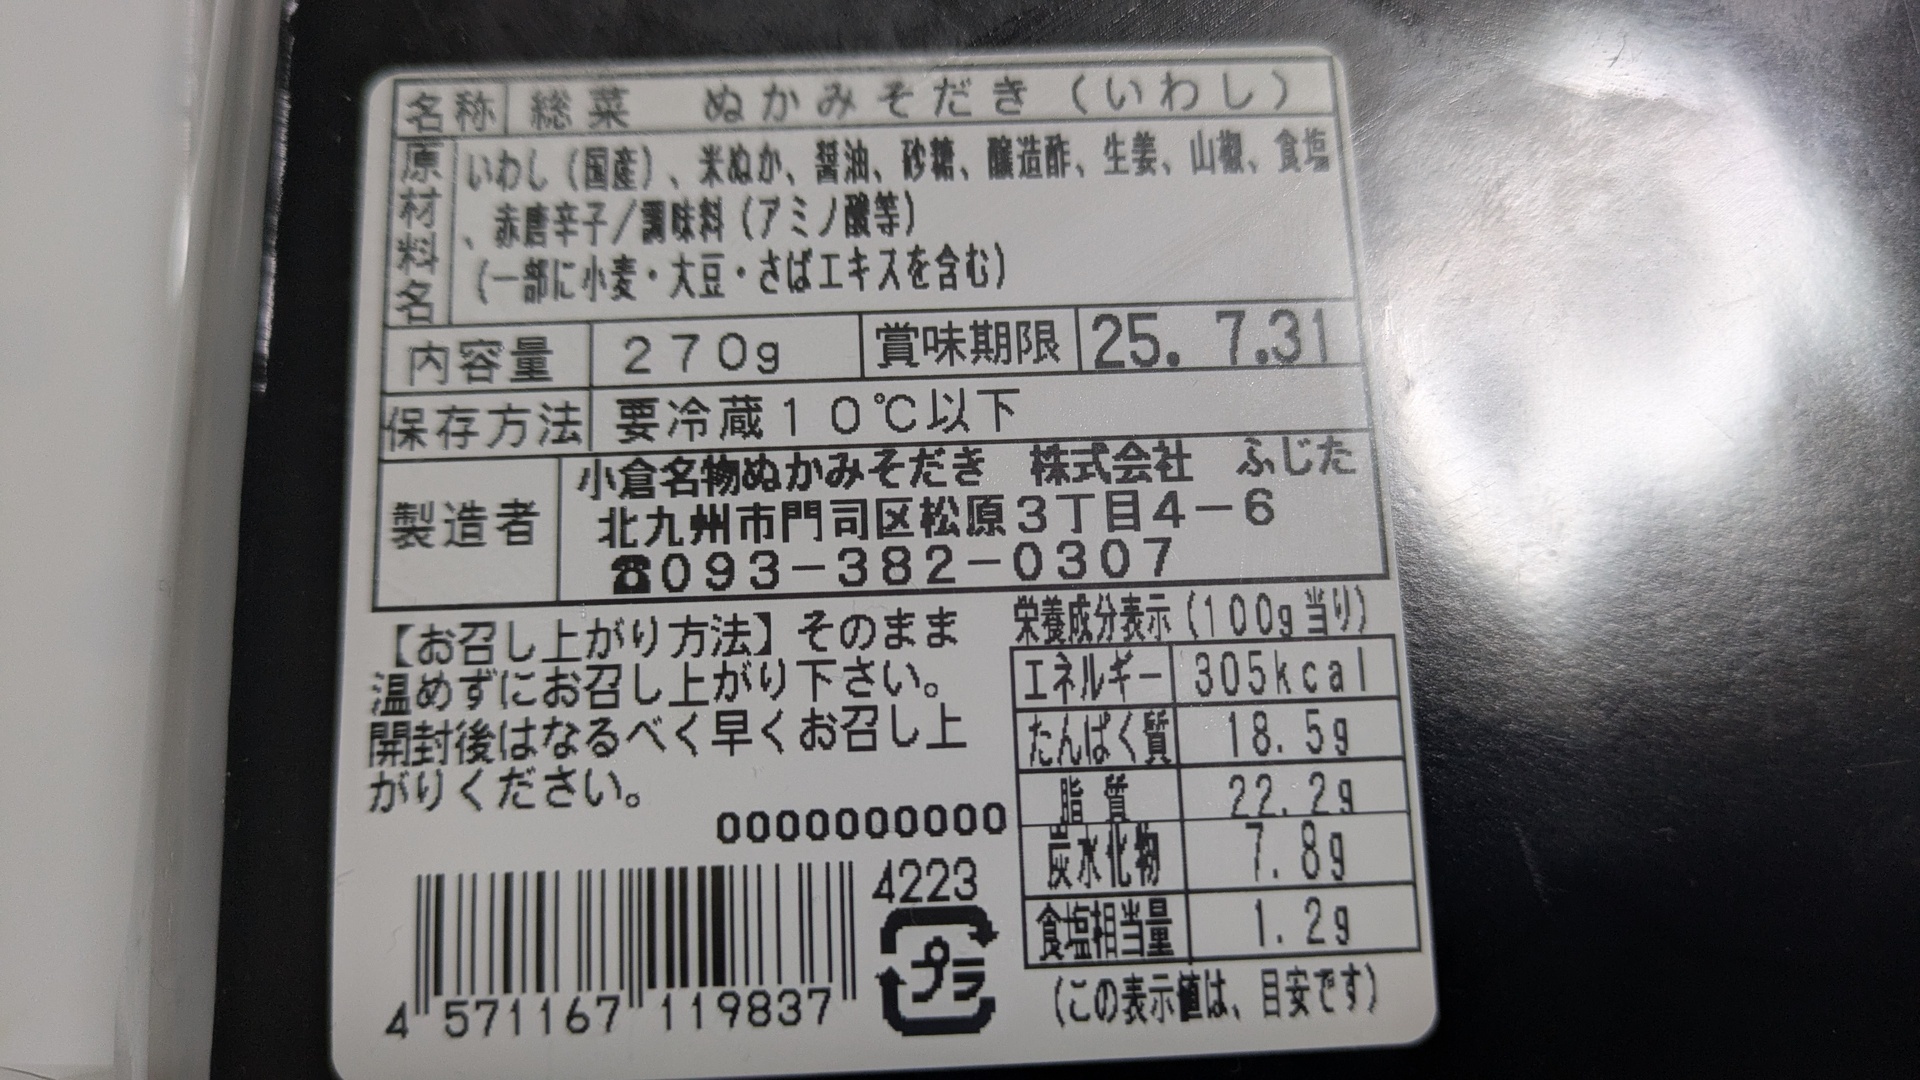 名称 総菜 ぬかみそだき（いわし）
原材料名 いわし（国産）、米ぬか、醤油、砂糖、醸造酢、生姜、山椒、食塩
、赤唐辛子／調味料（アミノ酸等）
（一部に小麦・大豆・さばエキスを含む）
内容量 270g 賞味期限 25. 7.31
保存方法 要冷蔵10℃以下
製造者 小倉名物ぬかみそだき 株式会社 ふじた
北九州市門司区松原3丁目4－6
☎093－382－0307
【お召し上がり方法】そのまま
温めずにお召し上がり下さい。
開封後はなるべく早くお召し上
がりください。
栄養成分表示（100g当り）
エネルギー 305kcal
たんぱく質 18.5g
脂質 22.2g
炭水化物 7.8g
食塩相当量 1.2g
（この表示値は、目安です）
0000000000
4223
プラ
4 571167 119837